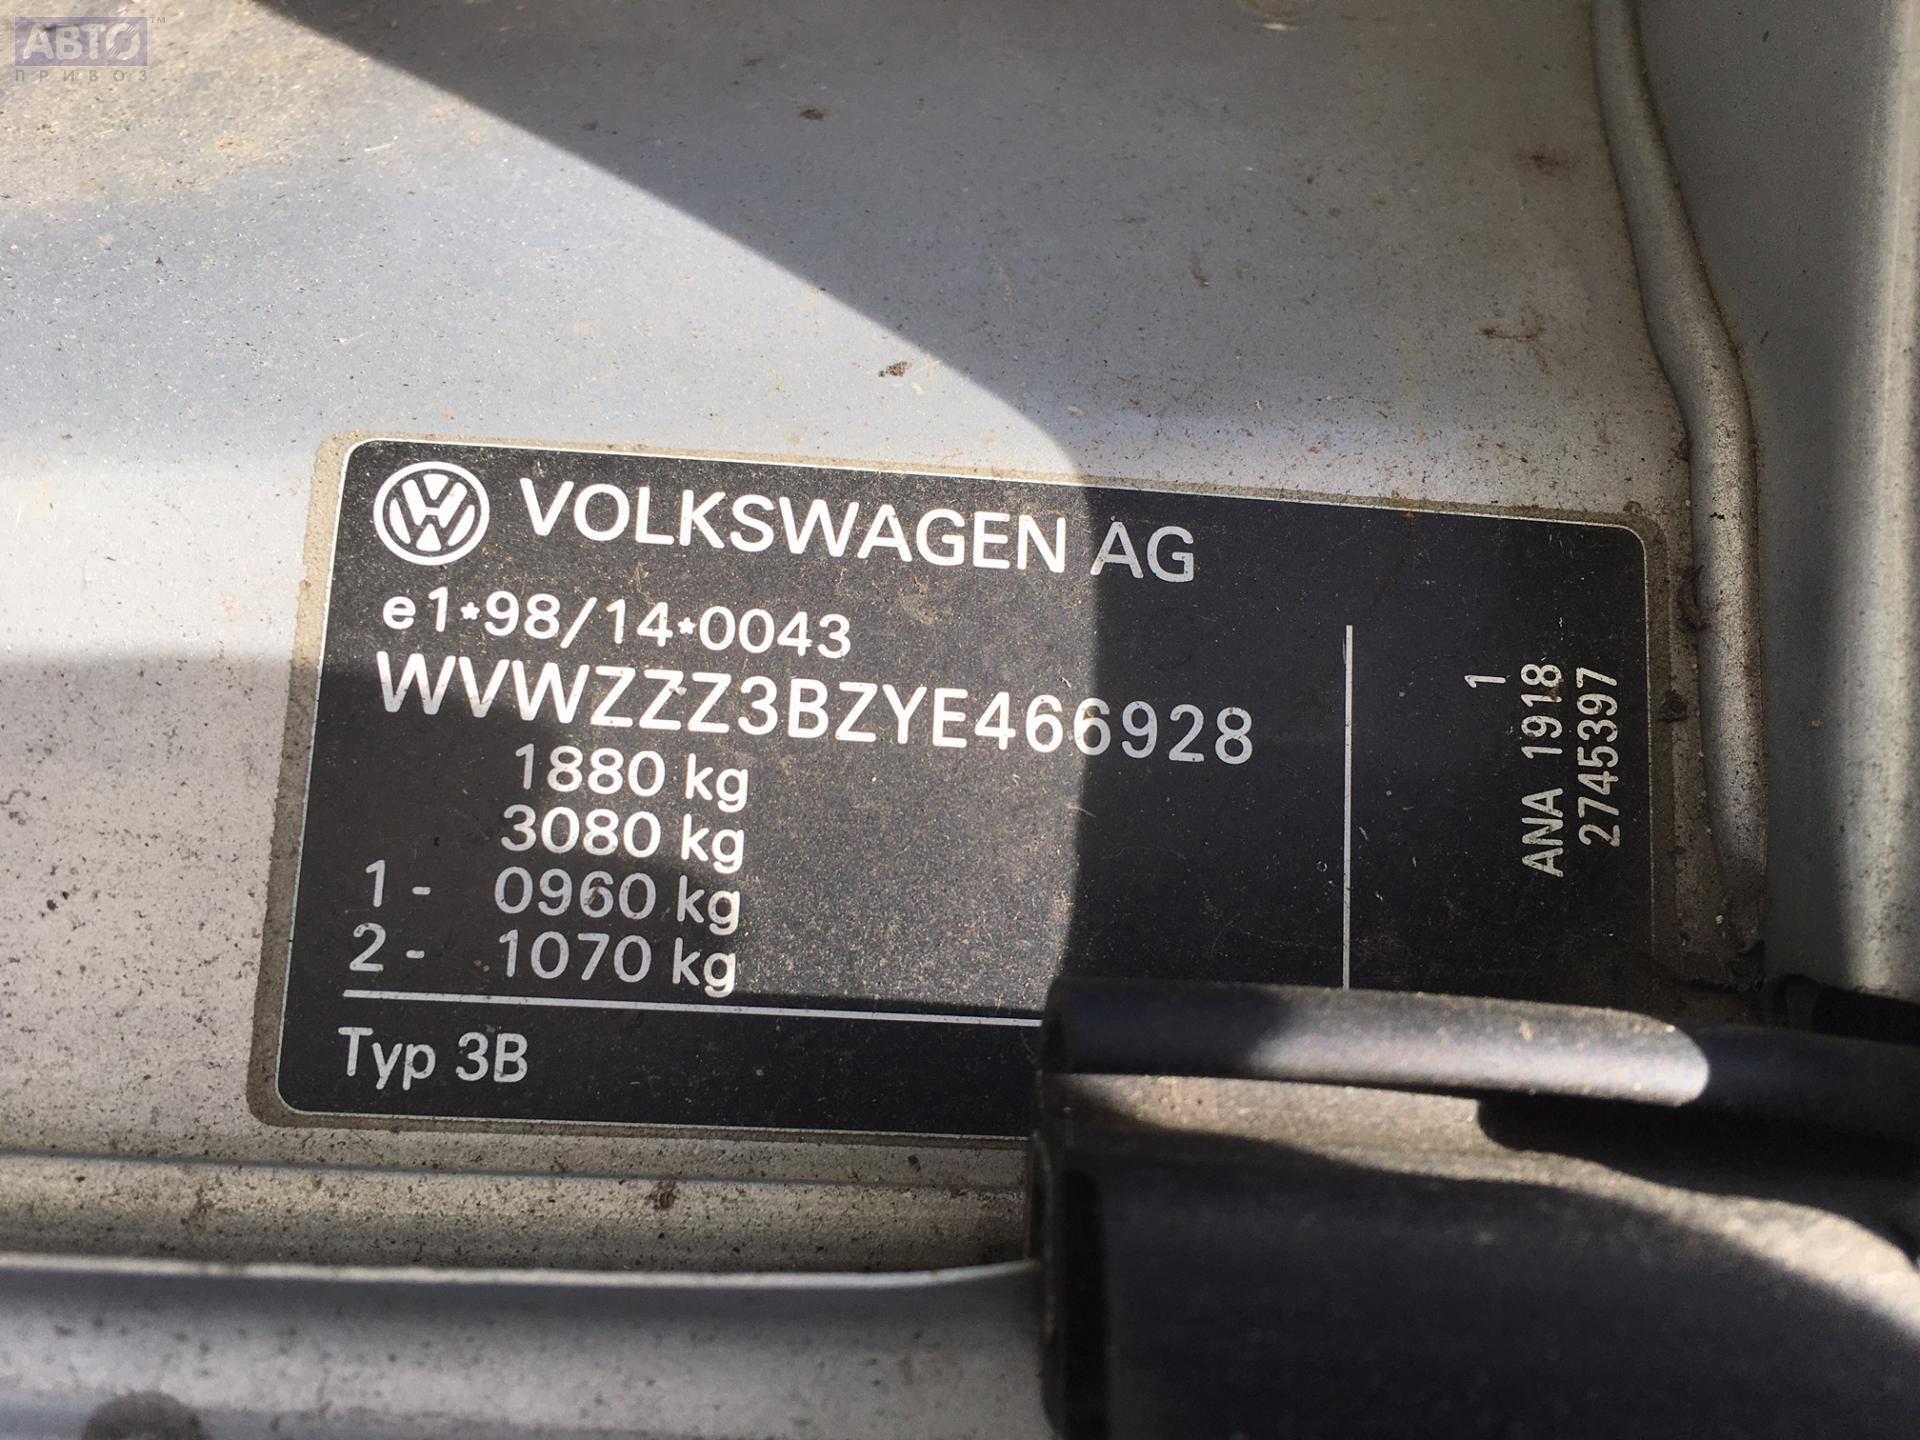 АВТО™
ПРИВОЗ
VOLKSWAGEN AG
e1*98/14*0043
WVWZZZ3BZYE466928
1880 kg
3080 kg
1 - 0960 kg
2 - 1070 kg
Typ 3B
1
ANA 1918
2745397